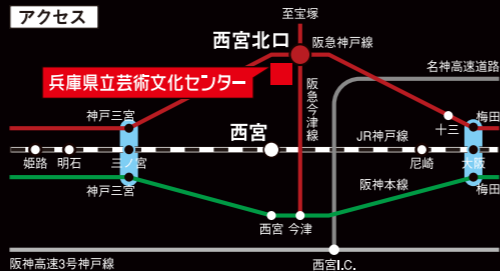 アクセス
至宝塚
西宮北口
阪急神戸線
兵庫県立芸術文化センター
阪急今津線
名神高速道路
神戸三宮
十三
梅田
西宮
JR神戸線
姫路
明石
三ノ宮
尼崎
大阪
神戸三宮
阪神本線
梅田
西宮
今津
阪神高速3号神戸線
西宮I.C.